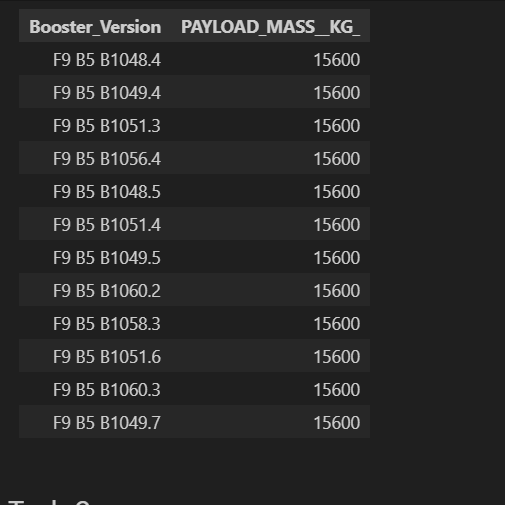 Booster_Version PAYLOAD_MASS__KG_
F9 B5 B1048.4 15600
F9 B5 B1049.4 15600
F9 B5 B1051.3 15600
F9 B5 B1056.4 15600
F9 B5 B1048.5 15600
F9 B5 B1051.4 15600
F9 B5 B1049.5 15600
F9 B5 B1060.2 15600
F9 B5 B1058.3 15600
F9 B5 B1051.6 15600
F9 B5 B1060.3 15600
F9 B5 B1049.7 15600